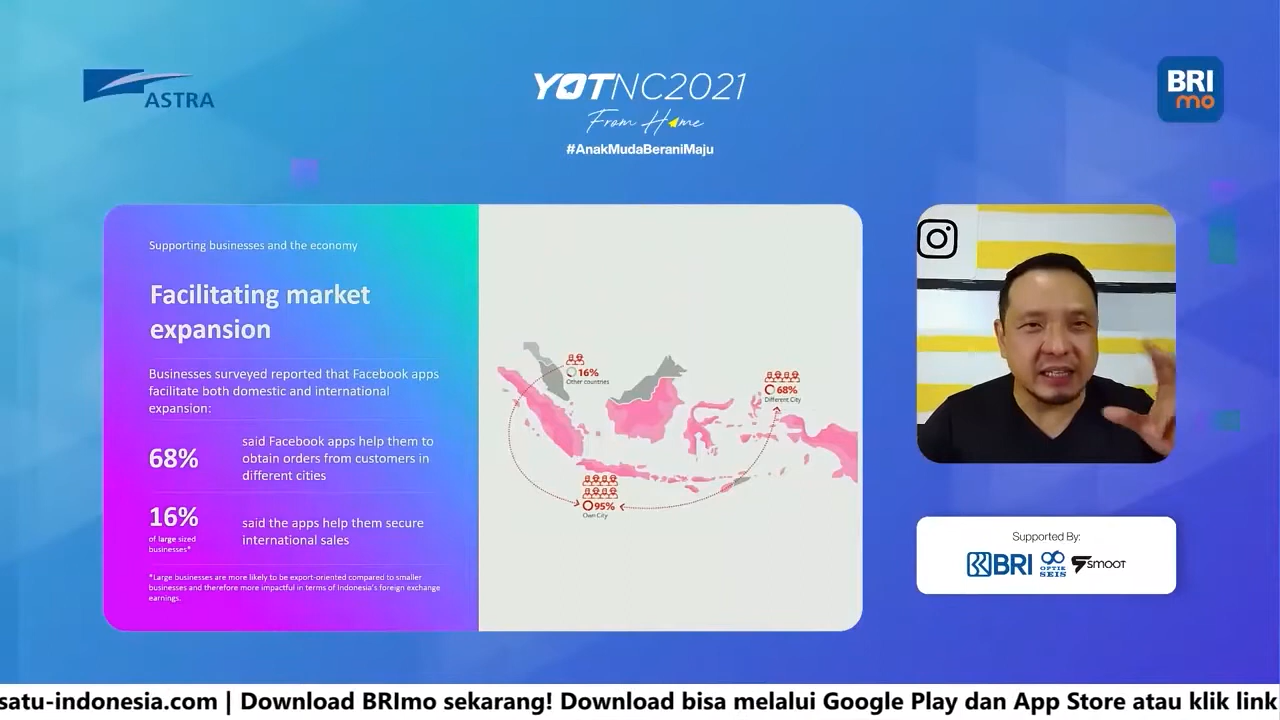 ASTRA
YOTNC2021
From Home
#AnakMudaBeraniMaju
BRI
mo
Supporting businesses and the economy
Facilitating market
expansion
Businesses surveyed reported that Facebook apps
facilitate both domestic and international
expansion:
68%
said Facebook apps help them to
obtain orders from customers in
different cities
16%
of large sized
businesses*
said the apps help them secure
international sales
*Large businesses are more likely to be export-oriented compared to smaller
businesses and therefore more impactful in terms of Indonesia's foreign exchange
earnings.
16%
Other countries
68%
Different City
95%
Own City
Supported By:
BRI
OPTIK
SEIS
SMOOT
satu-indonesia.com | Download BRImo sekarang! Download bisa melalui Google Play dan App Store atau klik link